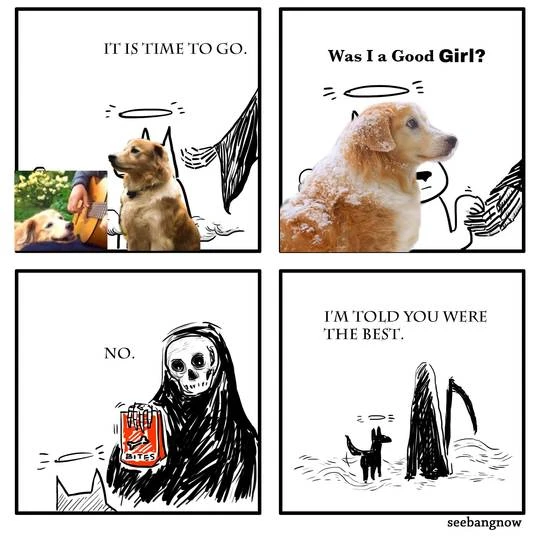 IT IS TIME TO GO.
Was I a Good Girl?
NO.
BITES
I'M TOLD YOU WERE
THE BEST.
seebangnow